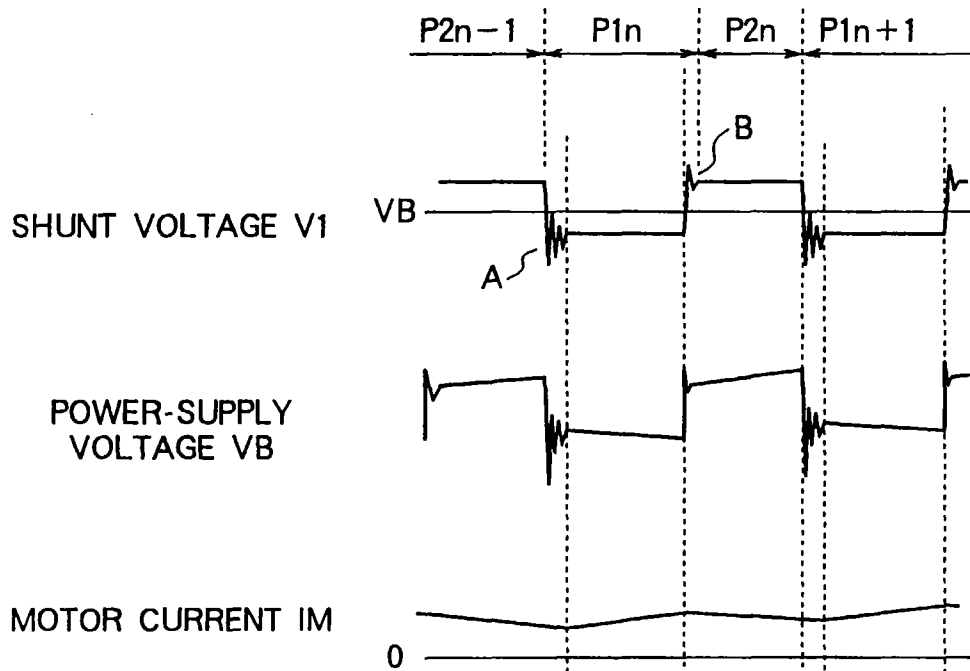 P2n-1 P1n P2n P1n+1
B
VB
SHUNT VOLTAGE V1
A
POWER-SUPPLY
VOLTAGE VB
MOTOR CURRENT IM
0